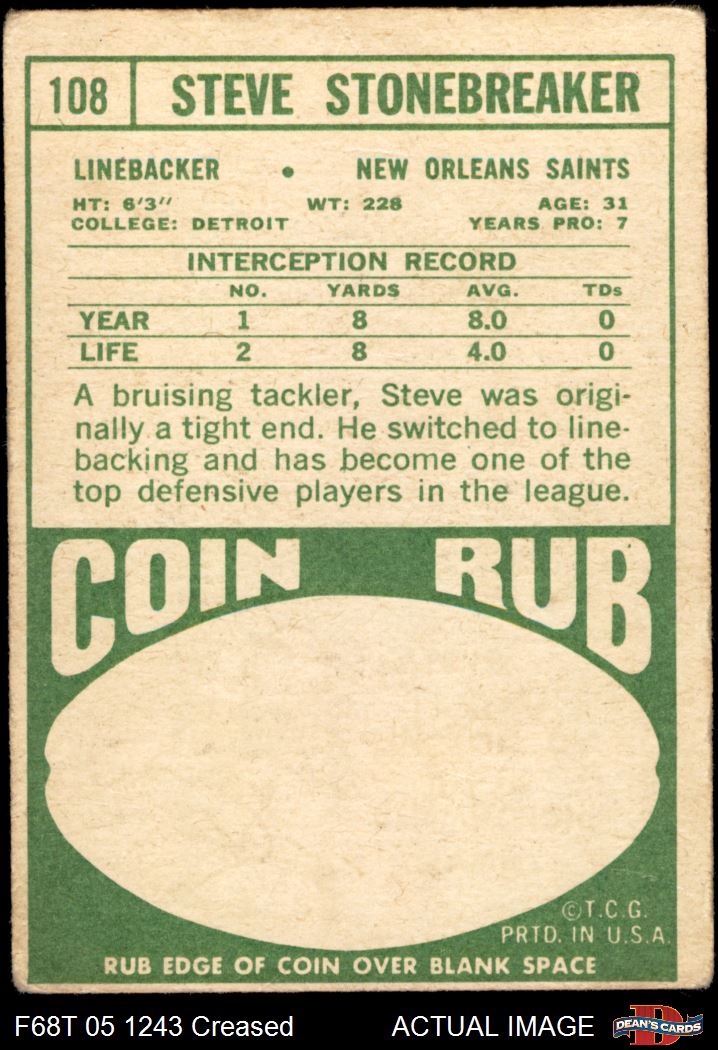 108 STEVE STONEBREAKER
LINEBACKER • NEW ORLEANS SAINTS
HT: 6'3" WT: 228 AGE: 31
COLLEGE: DETROIT YEARS PRO: 7
INTERCEPTION RECORD
NO. YARDS AVG. TDs
YEAR 1 8 8.0 0
LIFE 2 8 4.0 0
A bruising tackler, Steve was origi-
nally a tight end. He switched to line-
backing and has become one of the
top defensive players in the league.
COIN RUB
©T.C.G.
PRTD. IN U.S.A.
RUB EDGE OF COIN OVER BLANK SPACE
F68T 05 1243 Creased ACTUAL IMAGE D DEAN'S CARDS